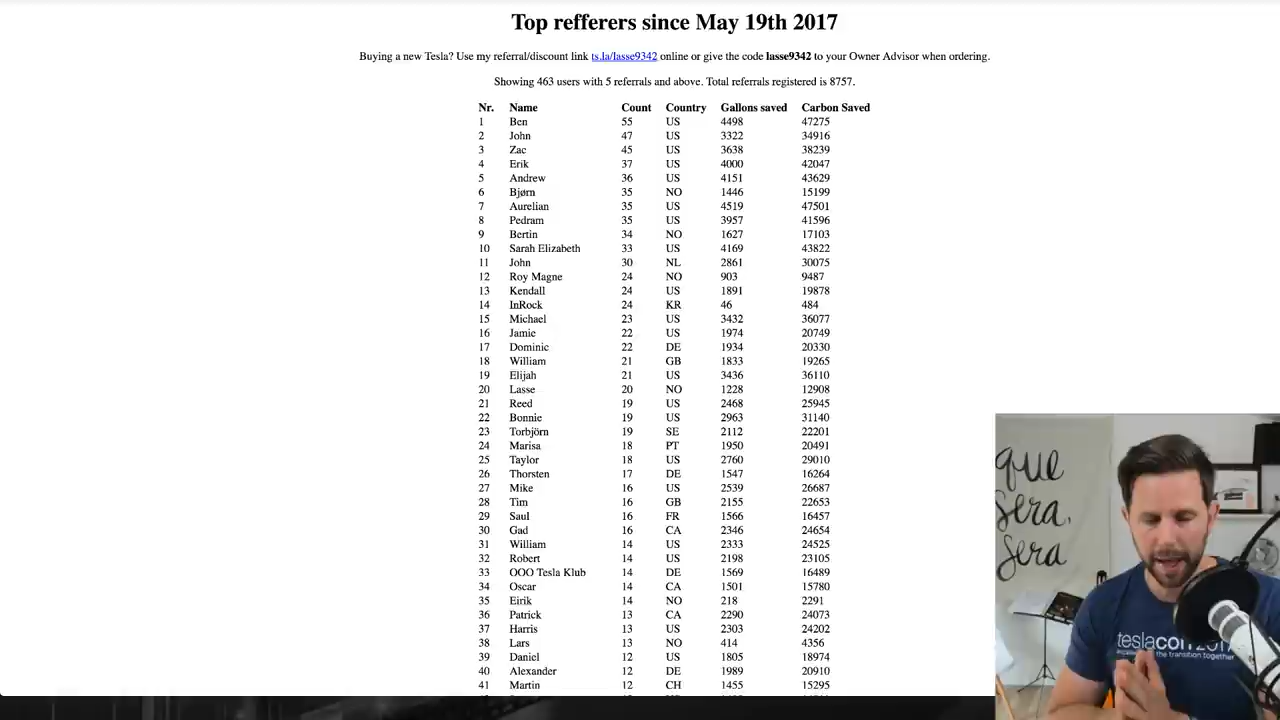 Top refferers since May 19th 2017
Buying a new Tesla? Use my referral/discount link ts.la/lasse9342 online or give the code lasse9342 to your Owner Advisor when ordering.
Showing 463 users with 5 referrals and above. Total referrals registered is 8757.
Nr. Name Count Country Gallons saved Carbon Saved
1 Ben 55 US 4498 47275
2 John 47 US 3322 34916
3 Zac 45 US 3638 38239
4 Erik 37 US 4000 42047
5 Andrew 36 US 4151 43629
6 Bjørn 35 NO 1446 15199
7 Aurelian 35 US 4519 47501
8 Pedram 35 US 3957 41596
9 Bertin 34 NO 1627 17103
10 Sarah Elizabeth 33 US 4169 43822
11 John 30 NL 2861 30075
12 Roy Magne 24 NO 903 9487
13 Kendall 24 US 1891 19878
14 InRock 24 KR 46 484
15 Michael 23 US 3432 36077
16 Jamie 22 US 1974 20749
17 Dominic 22 DE 1934 20330
18 William 21 GB 1833 19265
19 Elijah 21 US 3436 36110
20 Lasse 20 NO 1228 12908
21 Reed 19 US 2468 25945
22 Bonnie 19 US 2963 31140
23 Torbjörn 19 SE 2112 22201
24 Marisa 18 PT 1950 20491
25 Taylor 18 US 2760 29010
26 Thorsten 17 DE 1547 16264
27 Mike 16 US 2539 26687
28 Tim 16 GB 2155 22653
29 Saul 16 FR 1566 16457
30 Gad 16 CA 2346 24654
31 William 14 US 2333 24525
32 Robert 14 US 2198 23105
33 OOO Tesla Klub 14 DE 1569 16489
34 Oscar 14 CA 1501 15780
35 Eirik 14 NO 218 2291
36 Patrick 13 CA 2290 24073
37 Harris 13 US 2303 24202
38 Lars 13 NO 414 4356
39 Daniel 12 US 1805 18974
40 Alexander 12 DE 1989 20910
41 Martin 12 CH 1455 15295
que
sera,
sera
teslacon 2017
the transition together